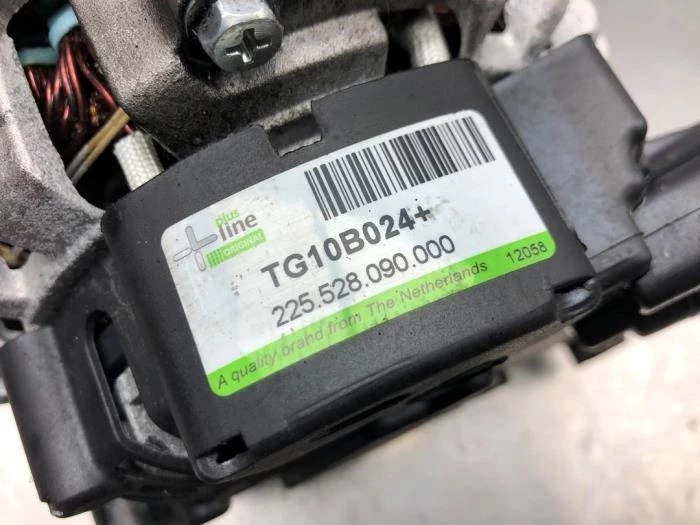 plus
line
ORIGINAL
TG10B024+
225.528.090.000
A quality brand from The Netherlands 12058